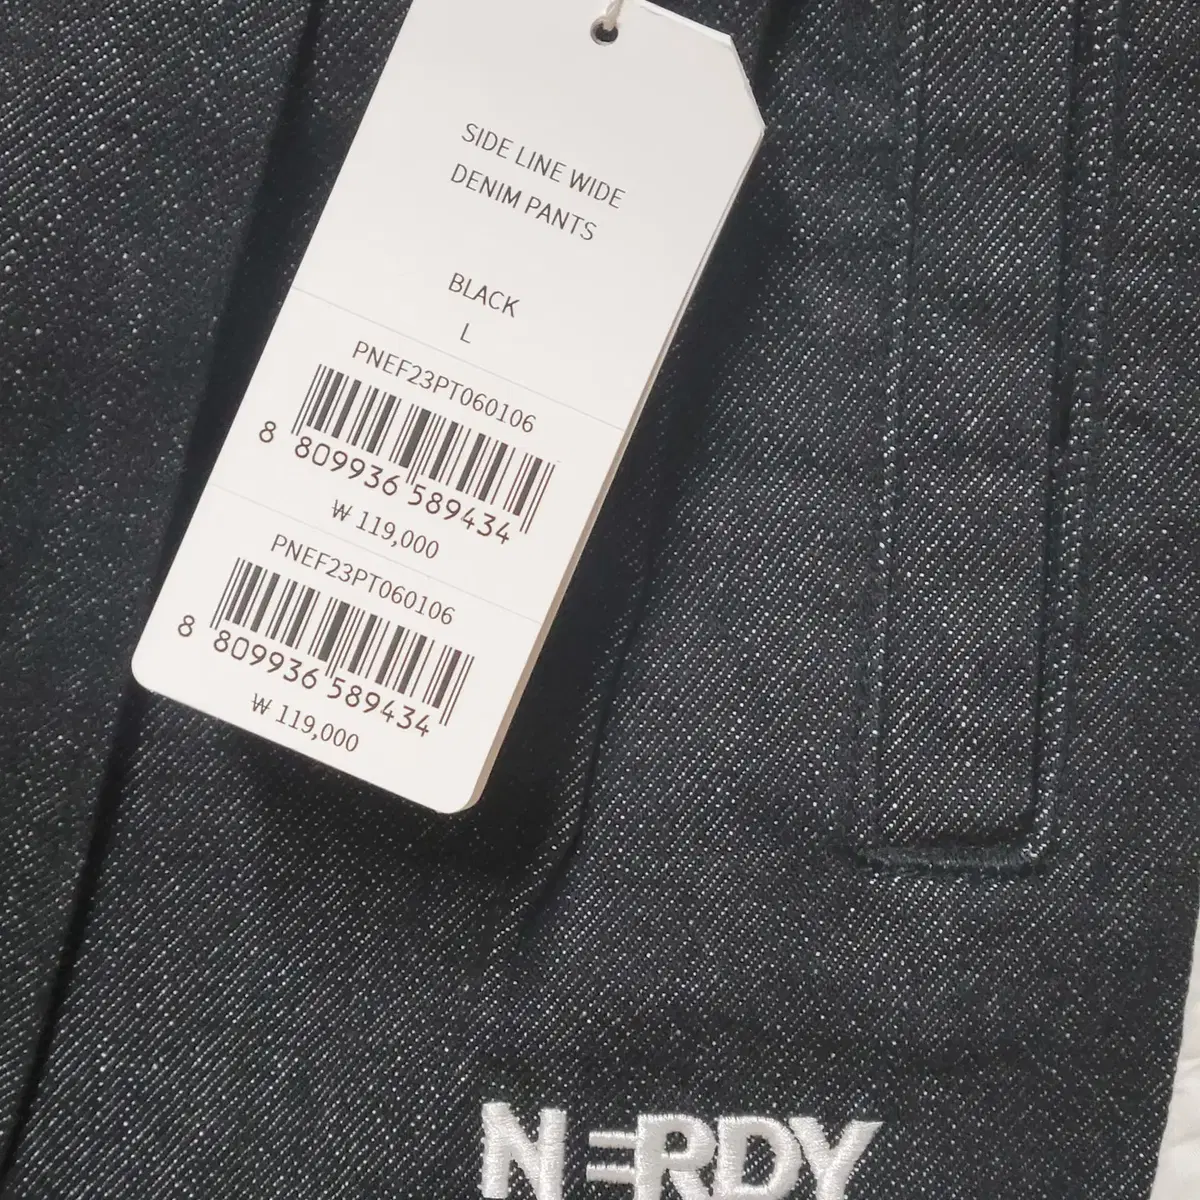 SIDE LINE WIDE
DENIM PANTS
BLACK
L
PNEF23PT060106
8 809936 589434
₩ 119,000
PNEF23PT060106
8 809936 589434
₩ 119,000
NERDY